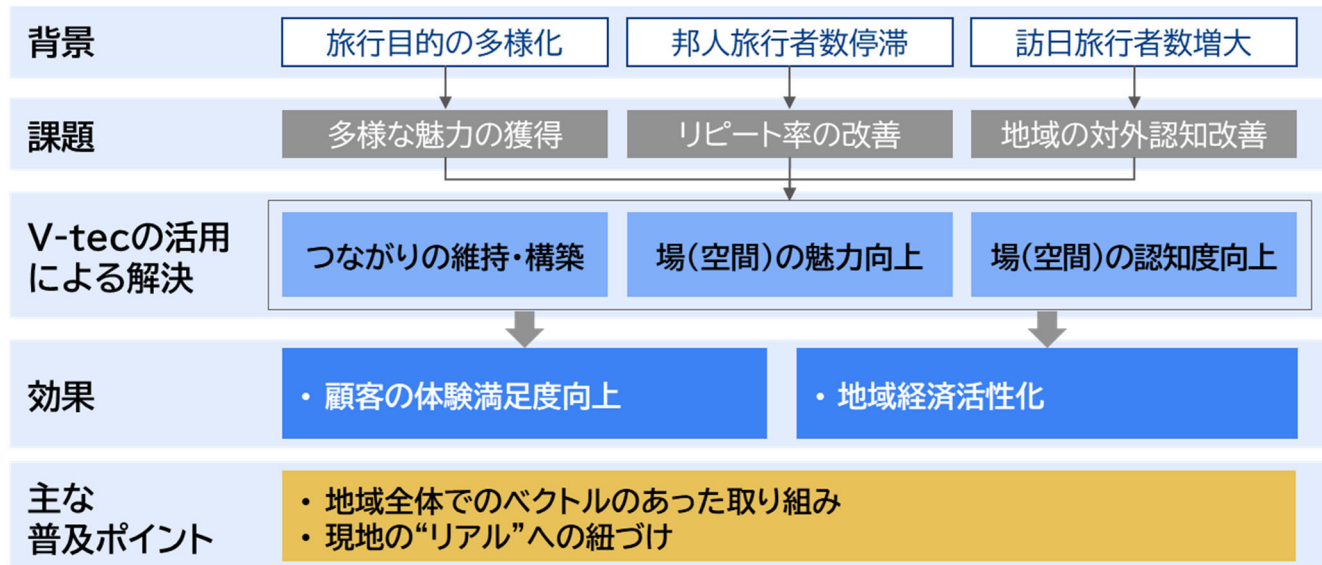 背景
旅行目的の多様化
邦人旅行者数停滞
訪日旅行者数増大
課題
多様な魅力の獲得
リピート率の改善
地域の対外認知改善
V-tecの活用
による解決
つながりの維持・構築
場(空間)の魅力向上
場(空間)の認知度向上
効果
・ 顧客の体験満足度向上
・ 地域経済活性化
主な
普及ポイント
・ 地域全体でのベクトルのあった取り組み
・ 現地の“リアル”への紐づけ